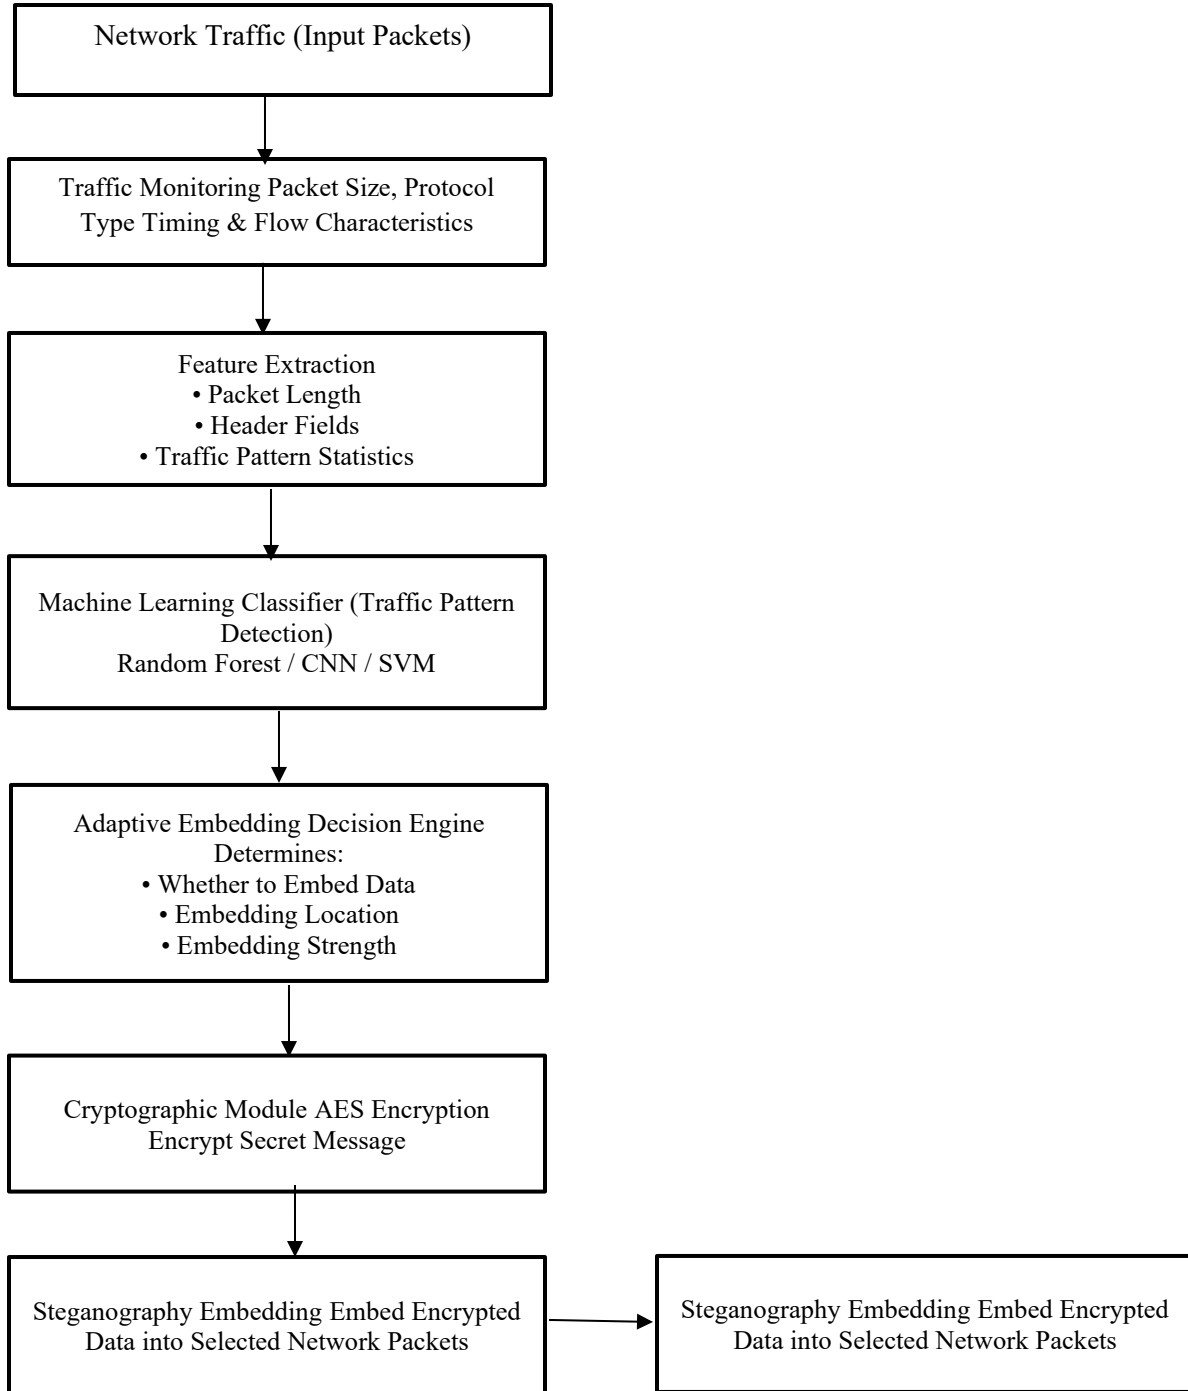 Network Traffic (Input Packets)
Traffic Monitoring Packet Size, Protocol
Type Timing & Flow Characteristics
Feature Extraction
• Packet Length
• Header Fields
• Traffic Pattern Statistics
Machine Learning Classifier (Traffic Pattern
Detection)
Random Forest / CNN / SVM
Adaptive Embedding Decision Engine
Determines:
• Whether to Embed Data
• Embedding Location
• Embedding Strength
Cryptographic Module AES Encryption
Encrypt Secret Message
Steganography Embedding Embed Encrypted
Data into Selected Network Packets
Steganography Embedding Embed Encrypted
Data into Selected Network Packets